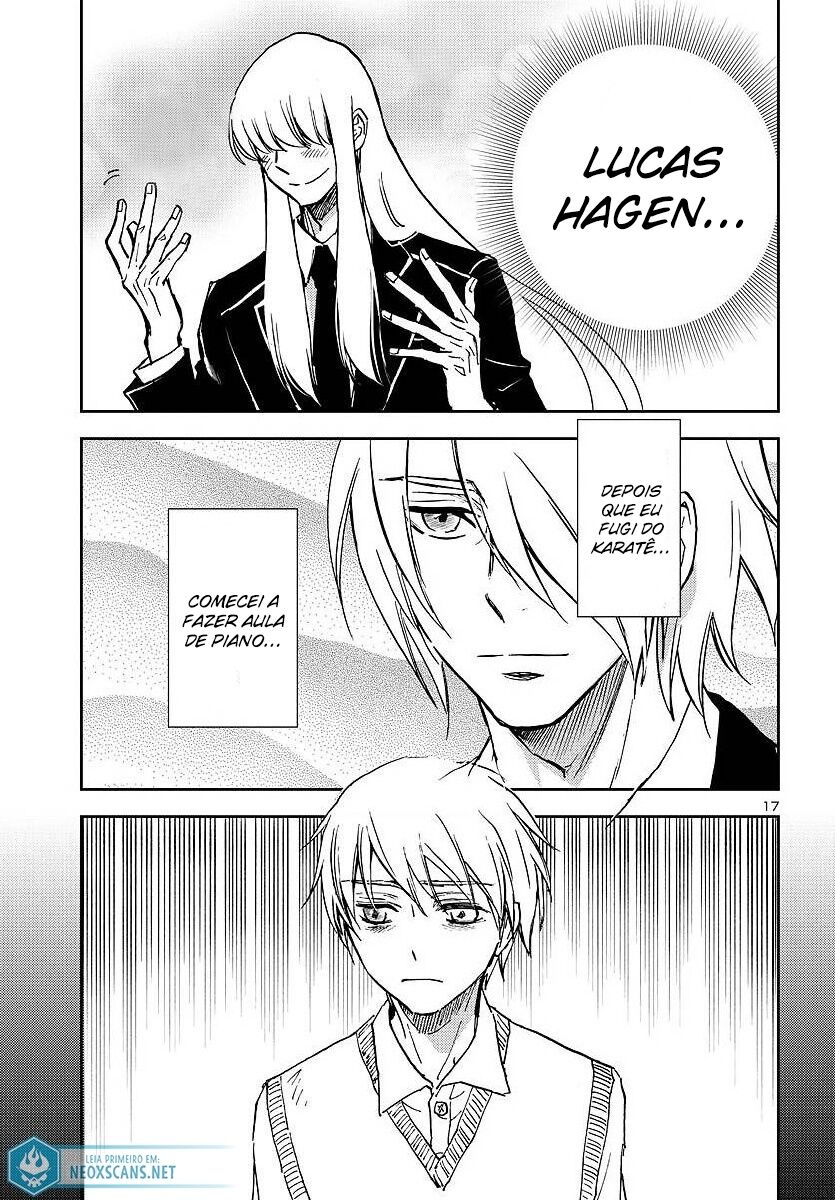 LUCAS
HAGEN...
DEPOIS
QUE EU
FUGI DO
KARATÊ...
COMECEI A
FAZER AULA
DE PIANO...
17
LEIA PRIMEIRO EM:
NEOXSCANS.NET